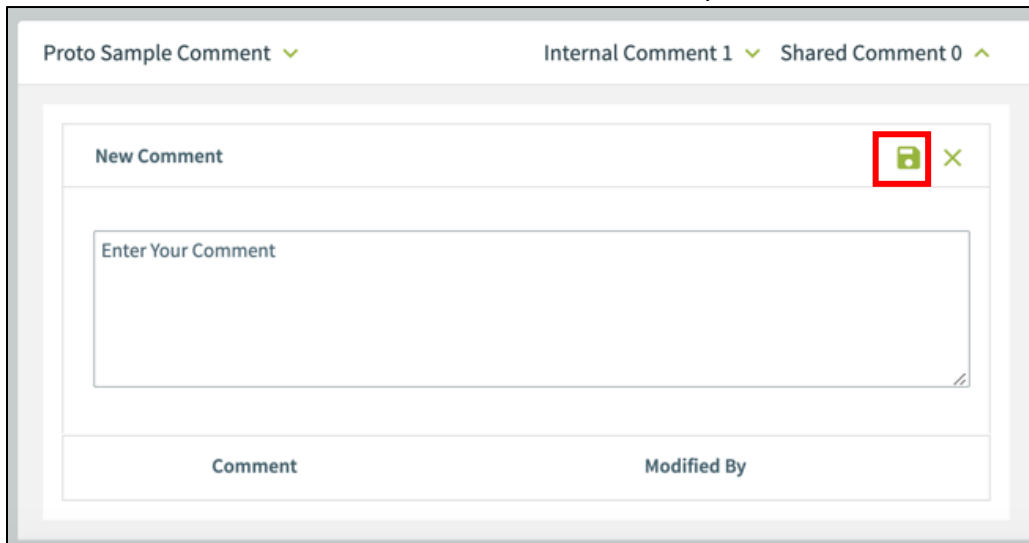 Proto Sample Comment Internal Comment 1 Shared Comment 0
New Comment
Enter Your Comment
Comment Modified By